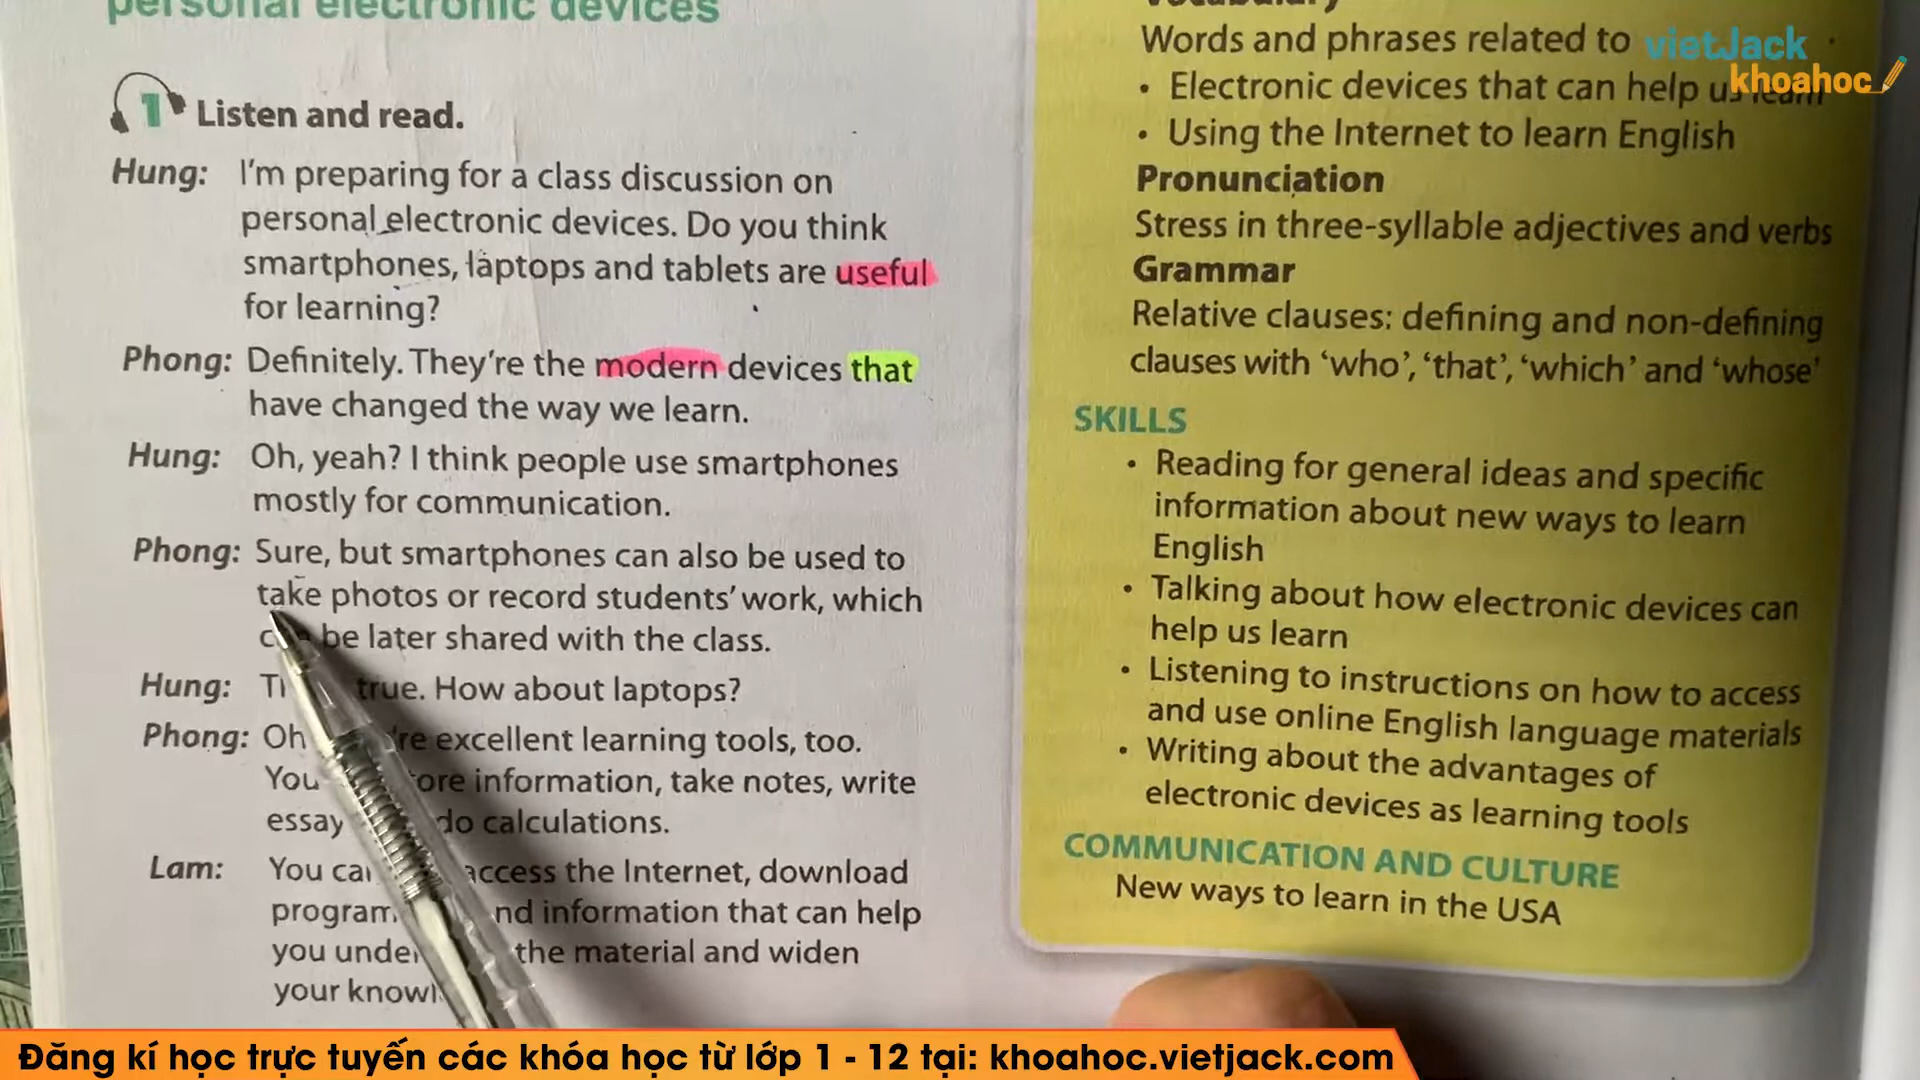 personal electronic devices
1 Listen and read.
Hung: I'm preparing for a class discussion on
personal electronic devices. Do you think
smartphones, laptops and tablets are useful
for learning?
Phong: Definitely. They're the modern devices that
have changed the way we learn.
Hung: Oh, yeah? I think people use smartphones
mostly for communication.
Phong: Sure, but smartphones can also be used to
take photos or record students' work, which
be later shared with the class.
Hung: true. How about laptops?
Phong: Oh excellent learning tools, too.
You information, take notes, write
essay do calculations.
Lam: You access the Internet, download
information that can help
you the material and widen
your
Vocabulary
Words and phrases related to
• Electronic devices that can help us learn
• Using the Internet to learn English
Pronunciation
Stress in three-syllable adjectives and verbs
Grammar
Relative clauses: defining and non-defining
clauses with 'who', 'that', 'which' and 'whose'
SKILLS
• Reading for general ideas and specific
information about new ways to learn
English
• Talking about how electronic devices can
help us learn
• Listening to instructions on how to access
and use online English language materials
• Writing about the advantages of
electronic devices as learning tools
COMMUNICATION AND CULTURE
New ways to learn in the USA
vietJack
khoahoc
Đăng kí học trực tuyến các khóa học từ lớp 1 - 12 tại: khoahoc.vietjack.com